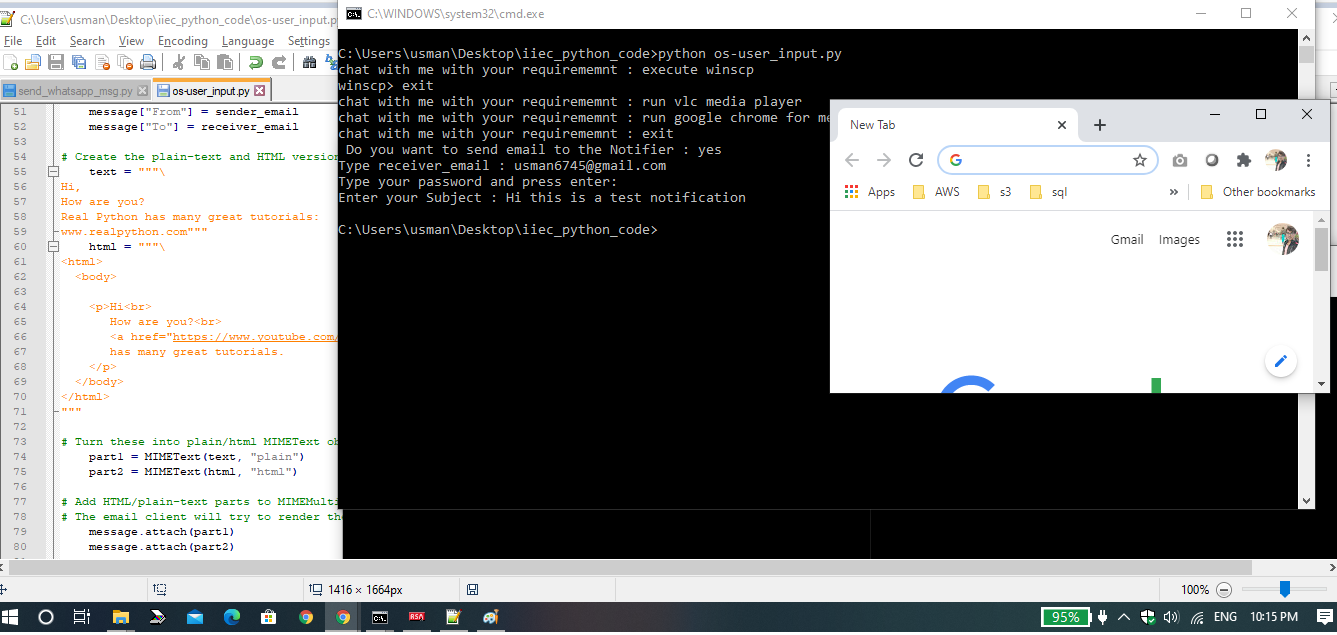 C:\Users\usman\Desktop\iiec_python_code\os-user_input.p
File Edit Search View Encoding Language Settings
send_whatsapp_msg.py
os-user_input.py
51 message["From"] = sender_email
52 message["To"] = receiver_email
53
54 # Create the plain-text and HTML version
55 text = """\
56 Hi,
57 How are you?
58 Real Python has many great tutorials:
59 www.realpython.com"""
60 html = """\
61 <html>
62 <body>
63
64 <p>Hi<br>
65 How are you?<br>
66 <a href="https://www.youtube.com/
67 has many great tutorials.
68 </p>
69 </body>
70 </html>
71 """
72
73 # Turn these into plain/html MIMEText ob
74 part1 = MIMEText(text, "plain")
75 part2 = MIMEText(html, "html")
76
77 # Add HTML/plain-text parts to MIMEMulti
78 # The email client will try to render the
79 message.attach(part1)
80 message.attach(part2)
C:\WINDOWS\system32\cmd.exe
C:\Users\usman\Desktop\iiec_python_code>python os-user_input.py
chat with me with your requirememnt : execute winscp
winscp> exit
chat with me with your requirememnt : run vlc media player
chat with me with your requirememnt : run google chrome for me
chat with me with your requirememnt : exit
Do you want to send email to the Notifier : yes
Type receiver_email : usman6745@gmail.com
Type your password and press enter:
Enter your Subject : Hi this is a test notification
C:\Users\usman\Desktop\iiec_python_code>
New Tab
Apps AWS s3 sql » Other bookmarks
Gmail Images
1416 × 1664px
100%
95%
ENG 10:15 PM